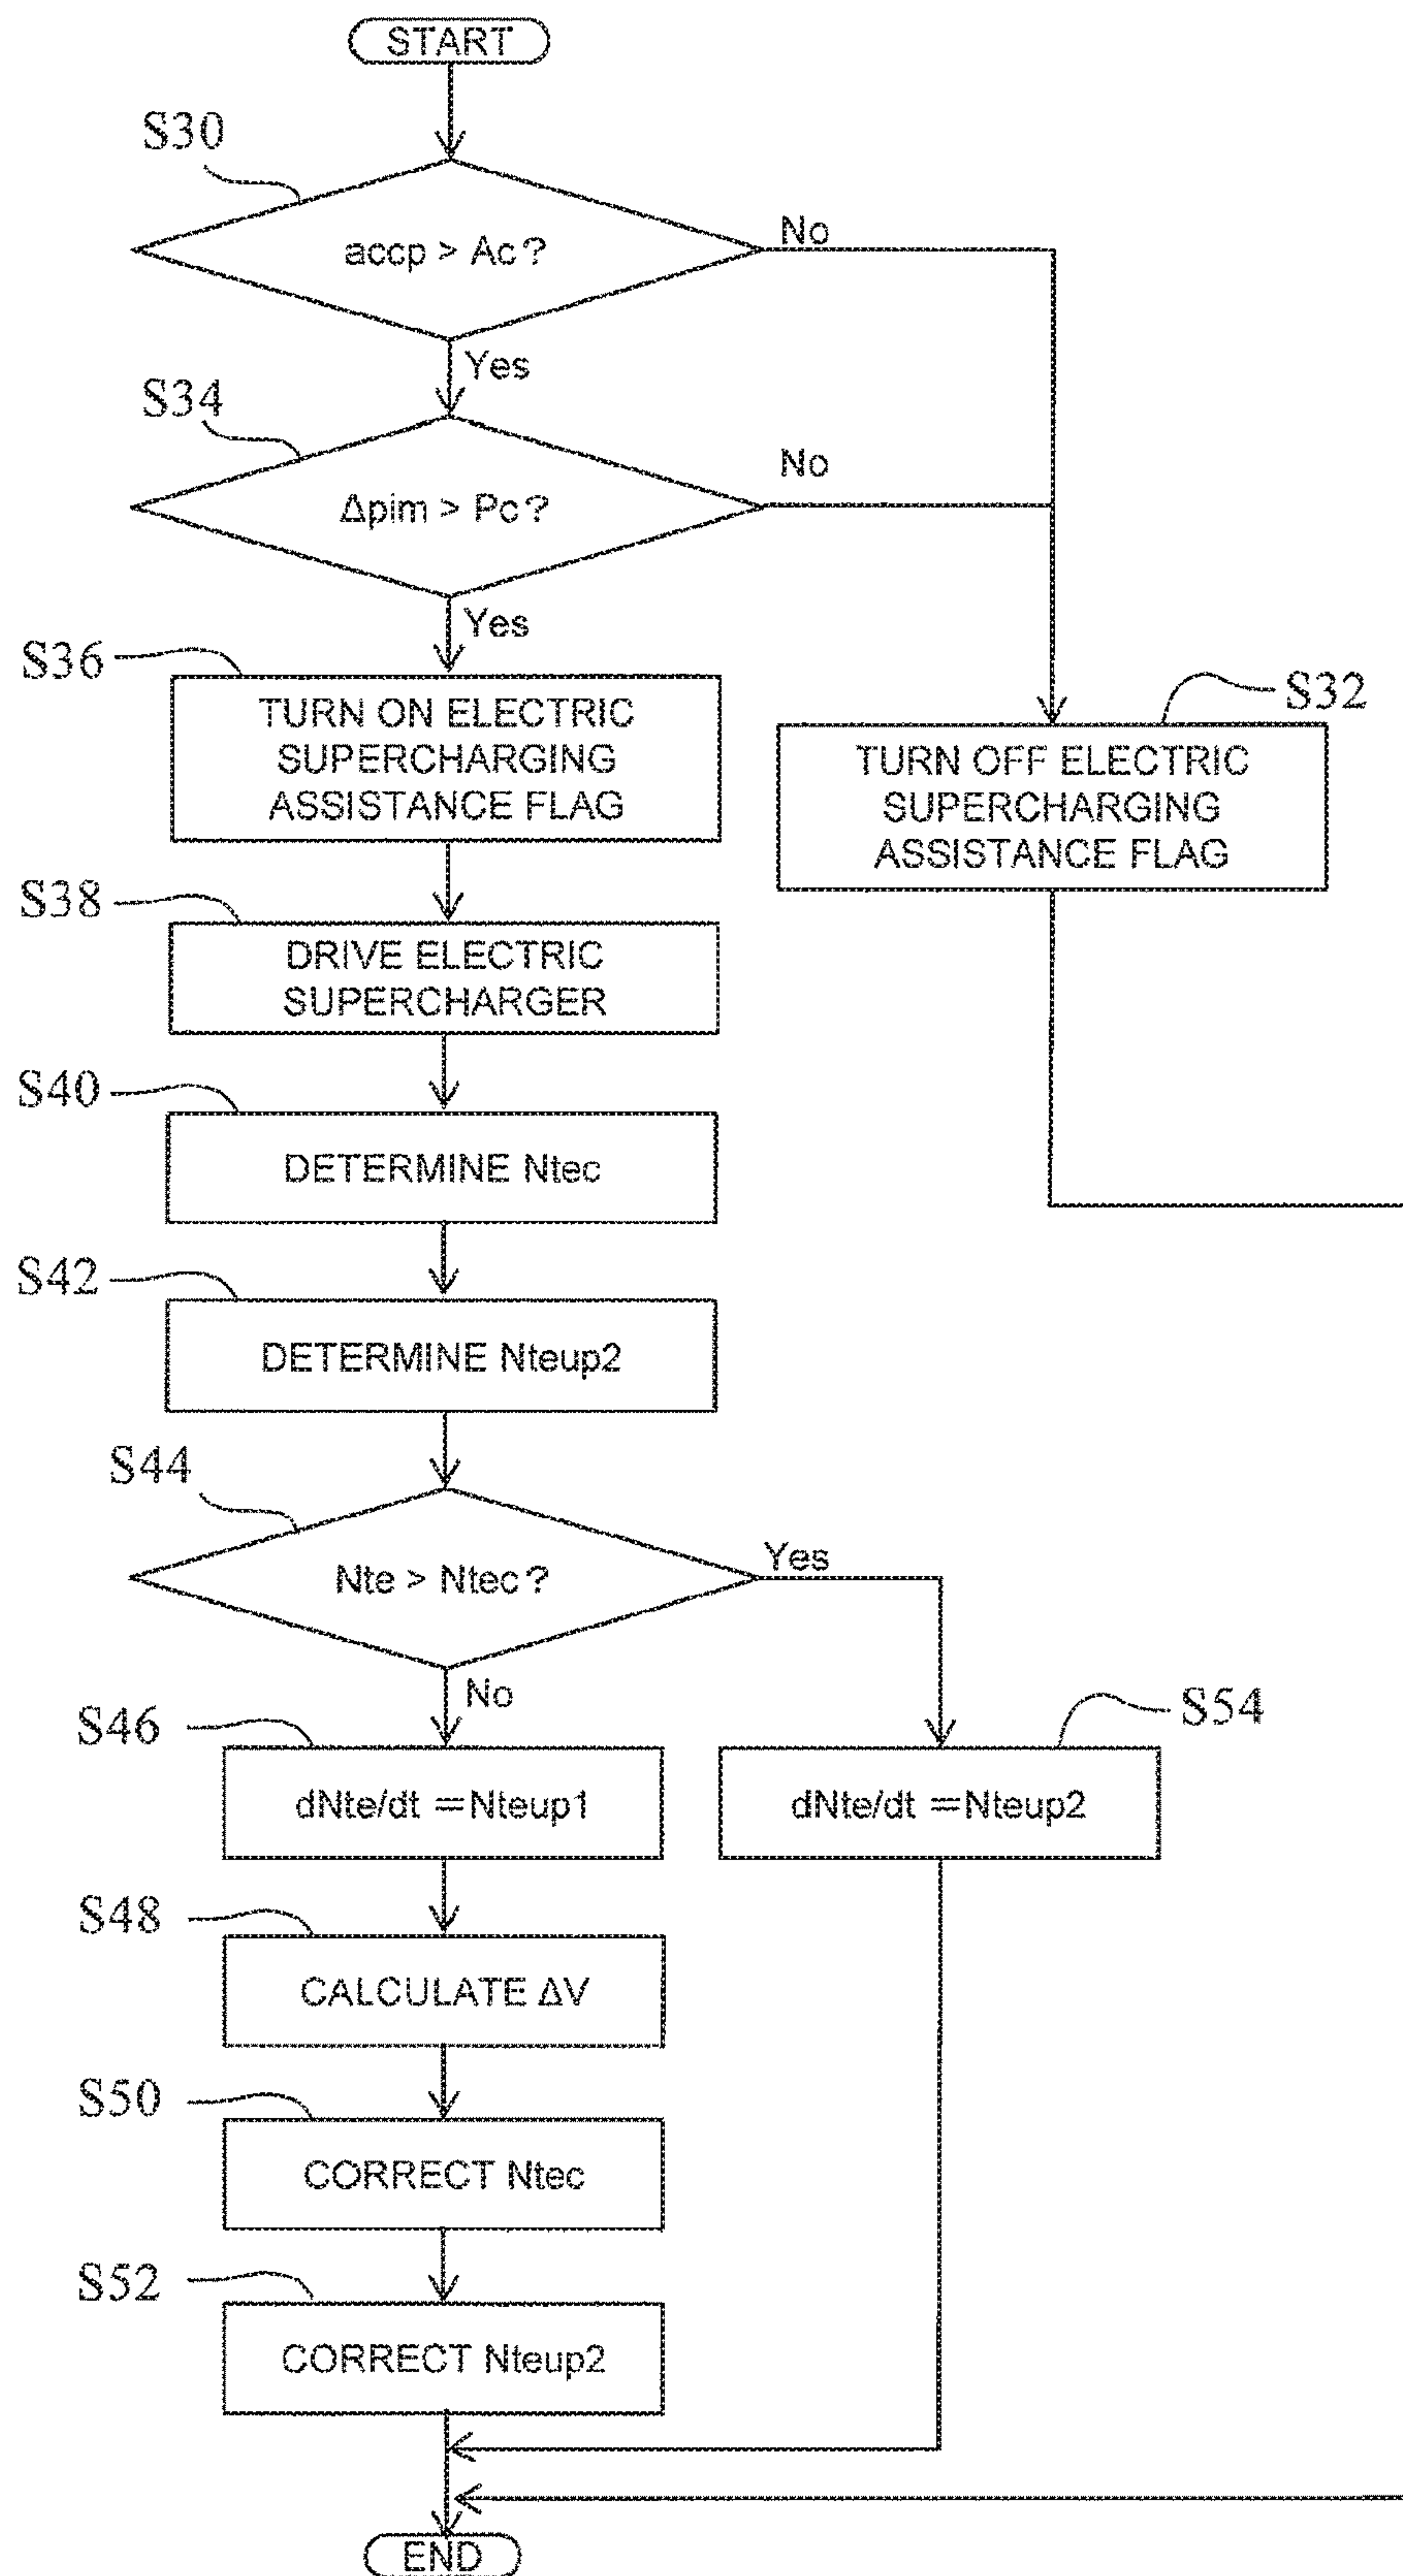 START
S30
accp > Ac?
No
Yes
S34
Δpim > Pc?
No
Yes
S36
TURN ON ELECTRIC
SUPERCHARGING
ASSISTANCE FLAG
S32
TURN OFF ELECTRIC
SUPERCHARGING
ASSISTANCE FLAG
S38
DRIVE ELECTRIC
SUPERCHARGER
S40
DETERMINE Ntec
S42
DETERMINE Nteup2
S44
Nte > Ntec?
Yes
No
S46
dNte/dt =Nteup1
S54
dNte/dt =Nteup2
S48
CALCULATE ΔV
S50
CORRECT Ntec
S52
CORRECT Nteup2
END